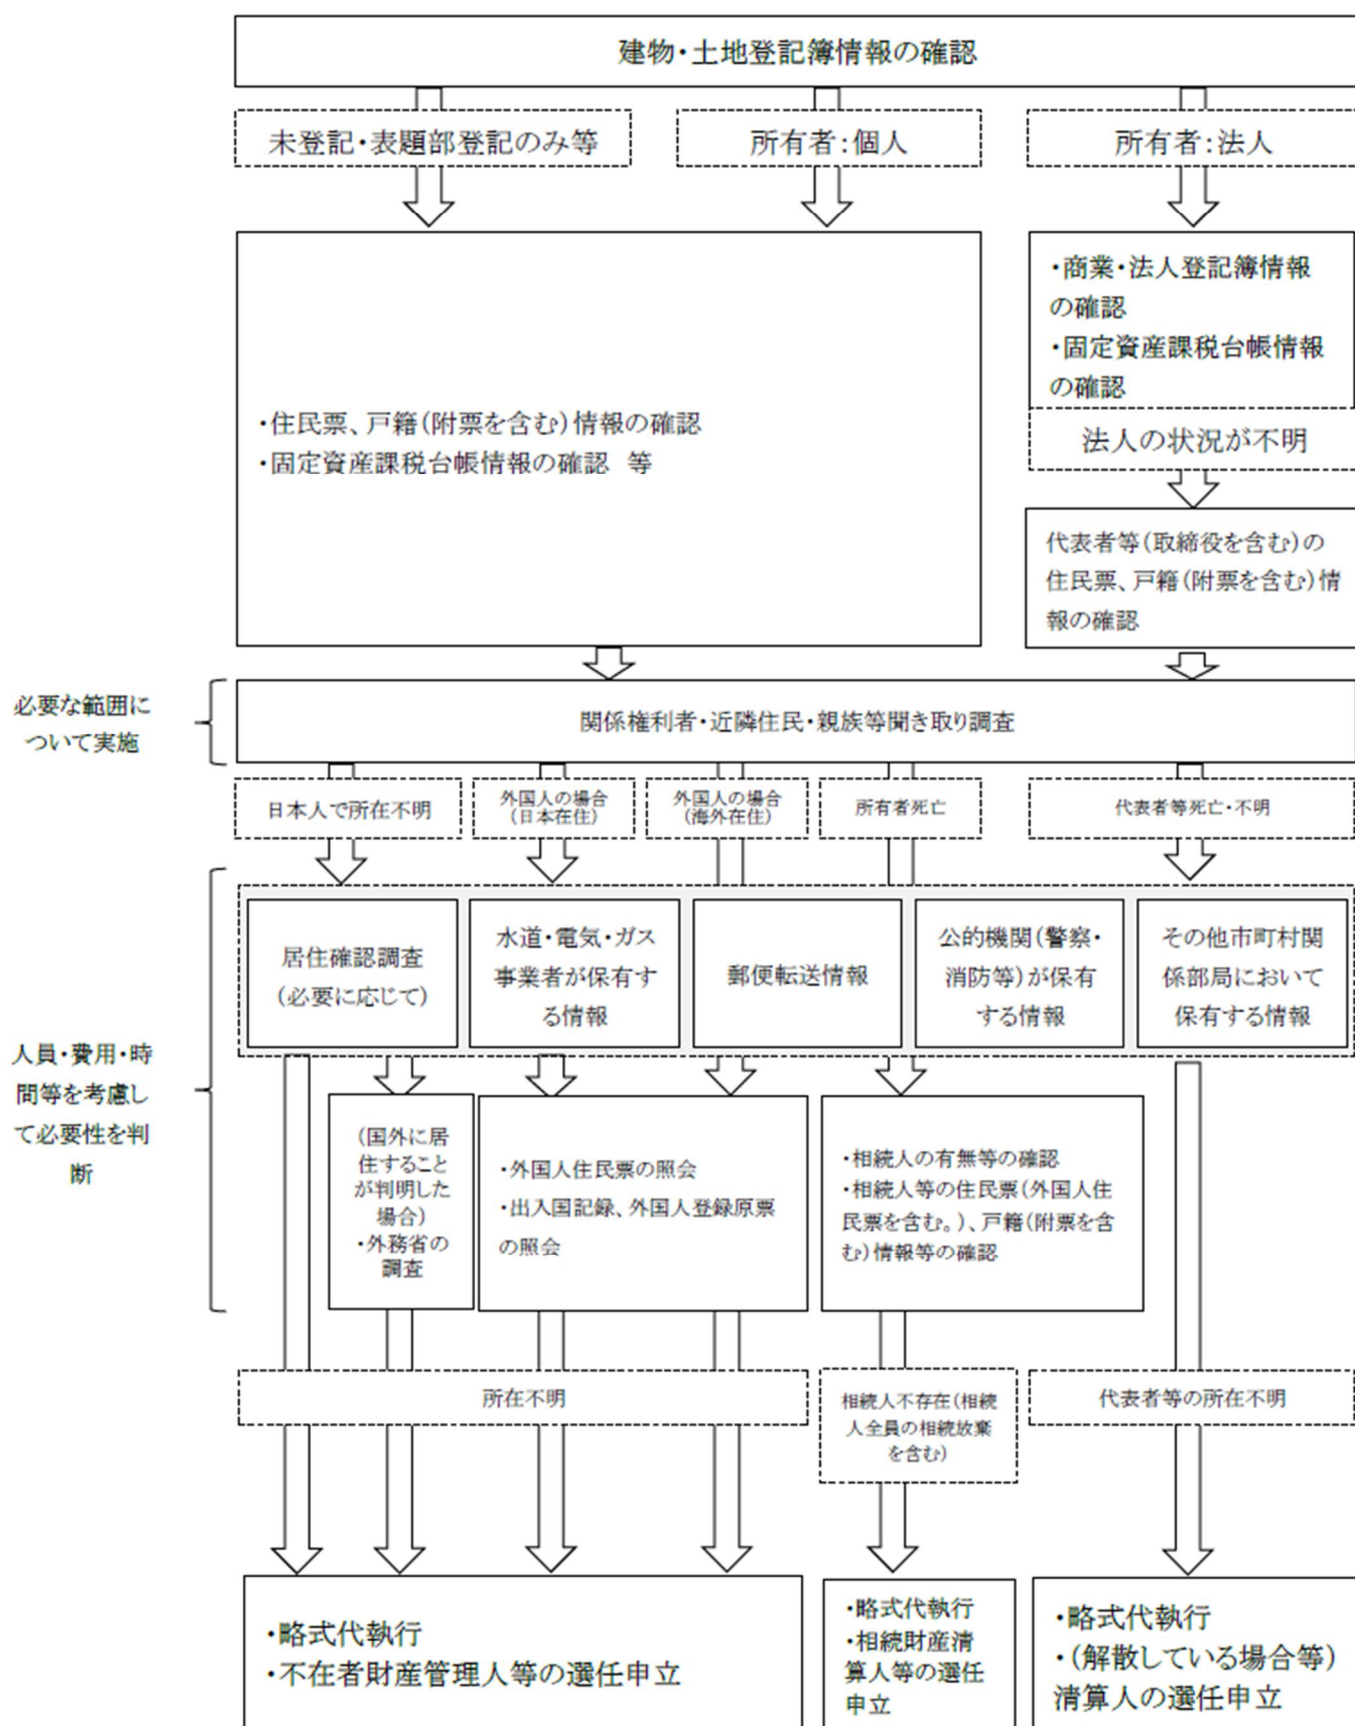 建物・土地登記簿情報の確認
未登記・表題部登記のみ等
所有者:個人
所有者:法人
・商業・法人登記簿情報
の確認
・固定資産課税台帳情報
の確認
・住民票、戸籍(附票を含む)情報の確認
・固定資産課税台帳情報の確認 等
法人の状況が不明
代表者等(取締役を含む)の
住民票、戸籍(附票を含む)情
報の確認
必要な範囲に
ついて実施
関係権利者・近隣住民・親族等聞き取り調査
日本人で所在不明
外国人の場合
(日本在住)
外国人の場合
(海外在住)
所有者死亡
代表者等死亡・不明
人員・費用・時
間等を考慮し
て必要性を判
断
居住確認調査
(必要に応じて)
水道・電気・ガス
事業者が保有す
る情報
郵便転送情報
公的機関(警察・
消防等)が保有
する情報
その他市町村関
係部局において
保有する情報
(国外に居
住すること
が判明した
場合)
・外務省の
調査
・外国人住民票の照会
・出入国記録、外国人登録原票
の照会
・相続人の有無等の確認
・相続人等の住民票(外国人住
民票を含む。)、戸籍(附票を含
む)情報等の確認
所在不明
相続人不存在(相続
人全員の相続放棄
を含む)
代表者等の所在不明
・略式代執行
・不在者財産管理人等の選任申立
・略式代執行
・相続財産清
算人等の選任
申立
・略式代執行
・(解散している場合等)
清算人の選任申立